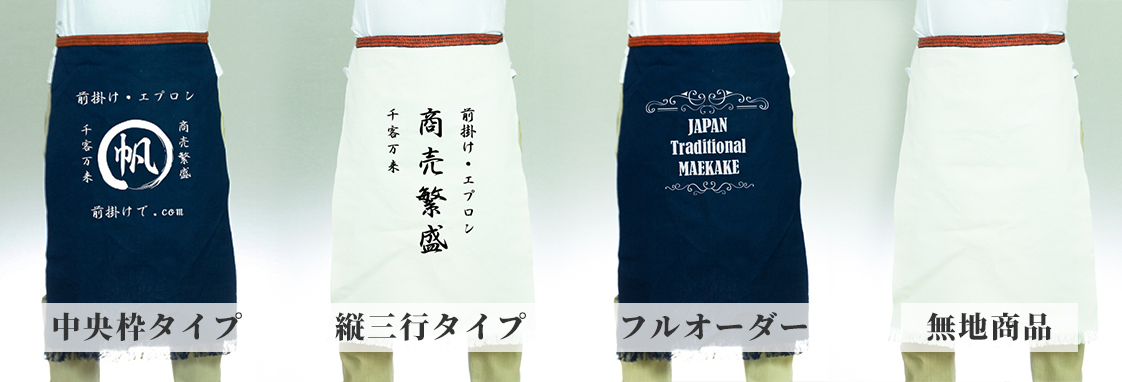 前掛け・エプロン
商売繁盛
帆
千客万来
前掛けで.com
中央枠タイプ
前掛け・エプロン
商売繁盛
千客万来
縦三行タイプ
JAPAN
Traditional
MAEKAKE
フルオーダー
無地商品